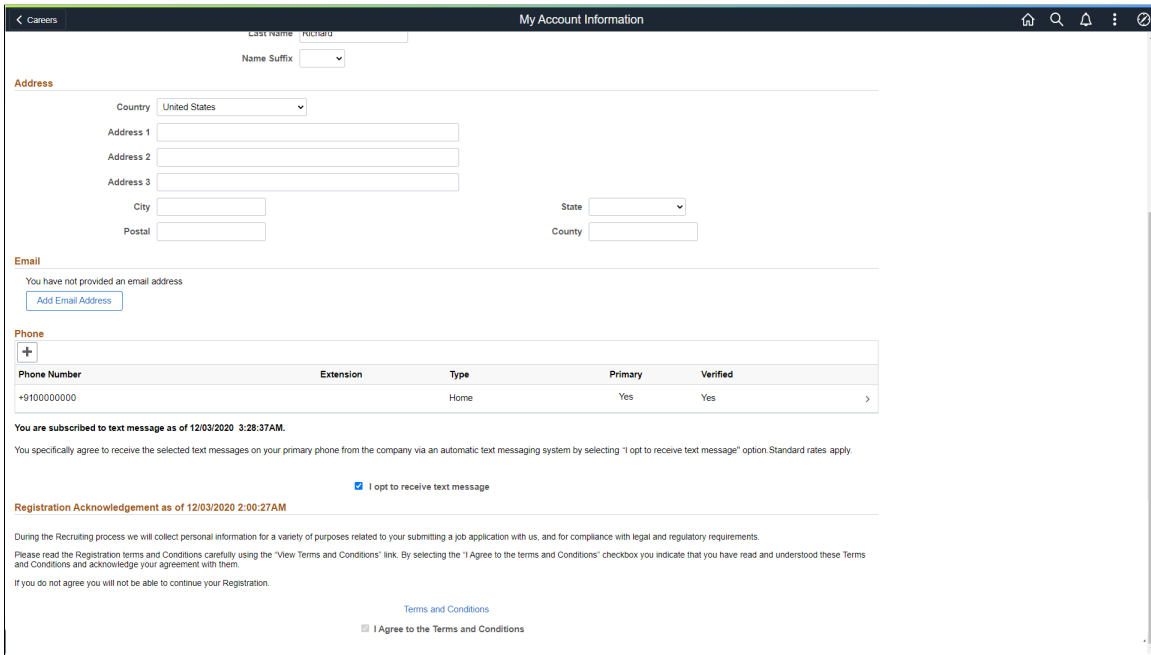 Careers
My Account Information
Last Name Richard
Name Suffix
Address
Country United States
Address 1
Address 2
Address 3
City State
Postal County
Email
You have not provided an email address
Add Email Address
Phone
Phone Number Extension Type Primary Verified
+9100000000 Home Yes Yes
You are subscribed to text message as of 12/03/2020 3:28:37AM.
You specifically agree to receive the selected text messages on your primary phone from the company via an automatic text messaging system by selecting "I opt to receive text message" option.Standard rates apply.
I opt to receive text message
Registration Acknowledgement as of 12/03/2020 2:00:27AM
During the Recruiting process we will collect personal information for a variety of purposes related to your submitting a job application with us, and for compliance with legal and regulatory requirements.
Please read the Registration terms and Conditions carefully using the "View Terms and Conditions" link. By selecting the "I Agree to the terms and Conditions" checkbox you indicate that you have read and understood these Terms
and Conditions and acknowledge your agreement with them.
If you do not agree you will not be able to continue your Registration.
Terms and Conditions
I Agree to the Terms and Conditions